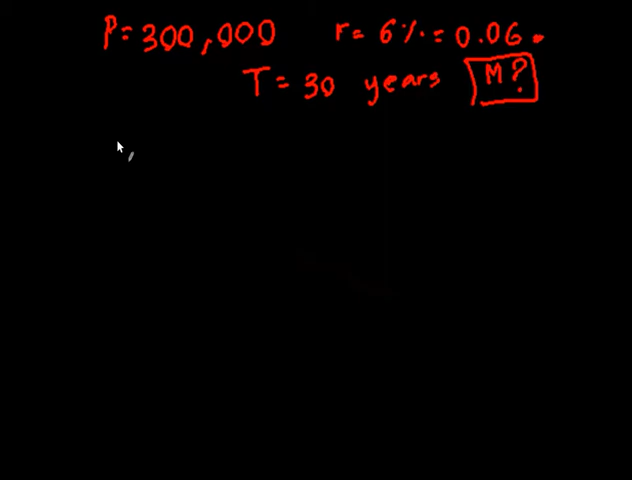 P = 300,000 r = 6% = 0.06.
T = 30 years M?